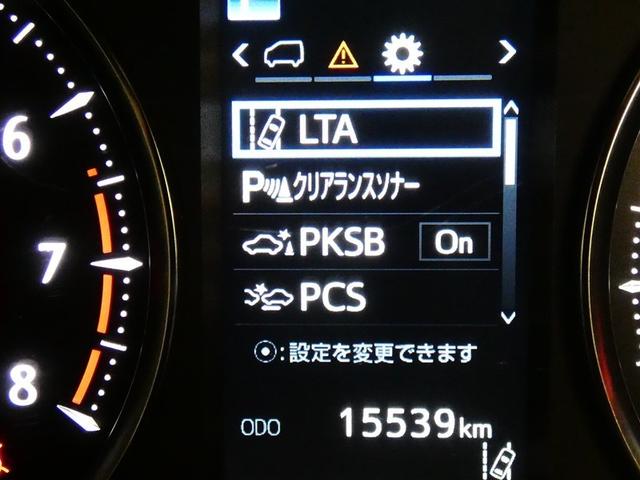 6
7
8
LTA
P クリアランスソナー
PKSB On
PCS
:設定を変更できます
ODO 15539km